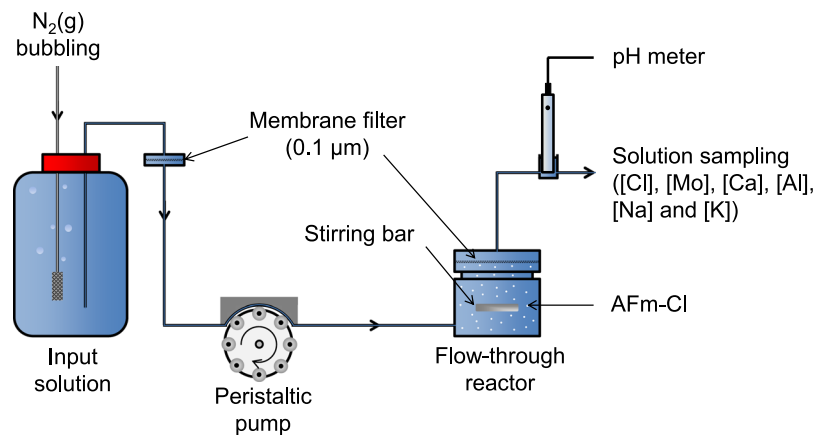 N₂(g)
bubbling
pH meter
Membrane filter
(0.1 µm)
Solution sampling
([Cl], [Mo], [Ca], [Al],
[Na] and [K])
Stirring bar
AFm-Cl
Input
solution
Flow-through
reactor
Peristaltic
pump